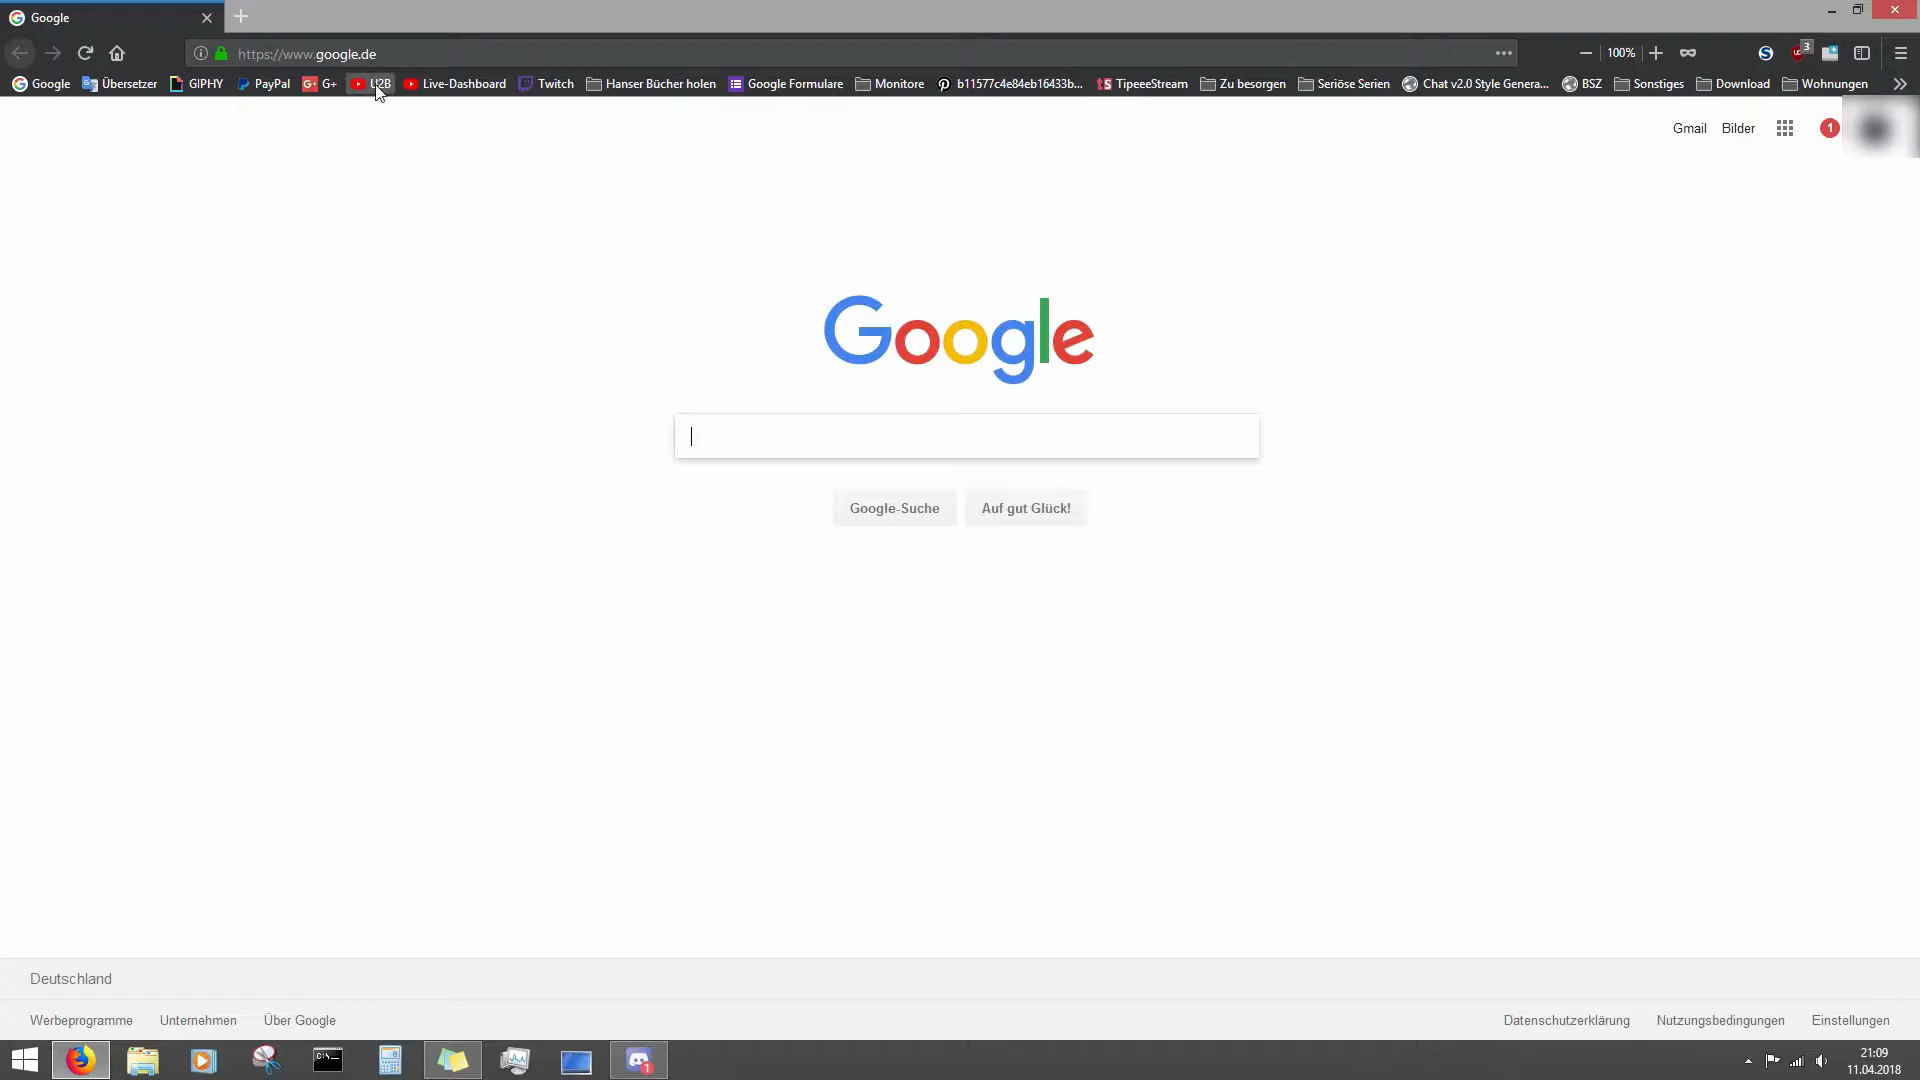 Google
https://www.google.de
100%
3
Google Übersetzer GIPHY PayPal G+ U2B Live-Dashboard Twitch Hanser Bücher holen Google Formulare Monitore b11577c4e84eb16433b... TipeeeStream Zu besorgen Seriöse Serien Chat v2.0 Style Genera... BSZ Sonstiges Download Wohnungen
Gmail Bilder 1
Google
Google-Suche Auf gut Glück!
Deutschland
Werbeprogramme Unternehmen Über Google Datenschutzerklärung Nutzungsbedingungen Einstellungen
1
21:09
11.04.2018